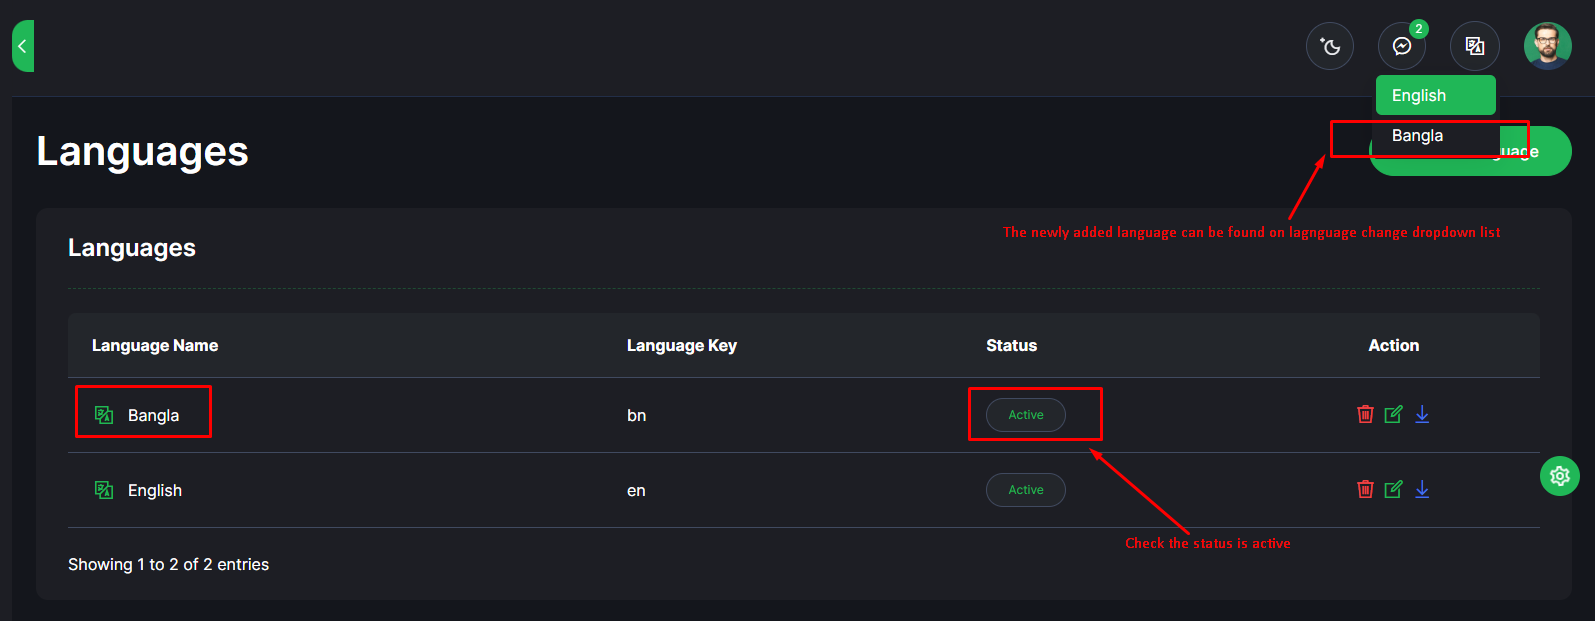 2
English
Bangla
Languages
uage
The newly added language can be found on lagnguage change dropdown list
Languages
Language Name Language Key Status Action
Bangla bn Active
English en Active
Check the status is active
Showing 1 to 2 of 2 entries